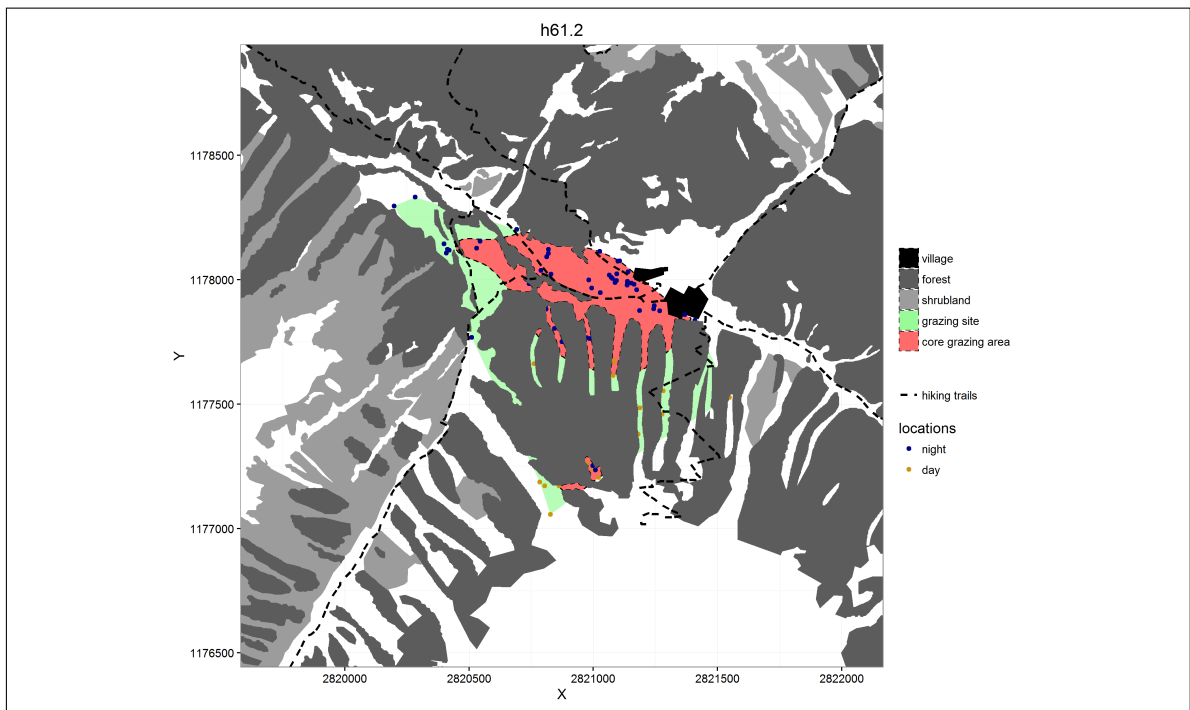 h61.2
1178500
1178000
1177500
1177000
1176500
Y
2820000 2820500 2821000 2821500 2822000
X
village
forest
shrubland
grazing site
core grazing area
hiking trails
locations
night
day